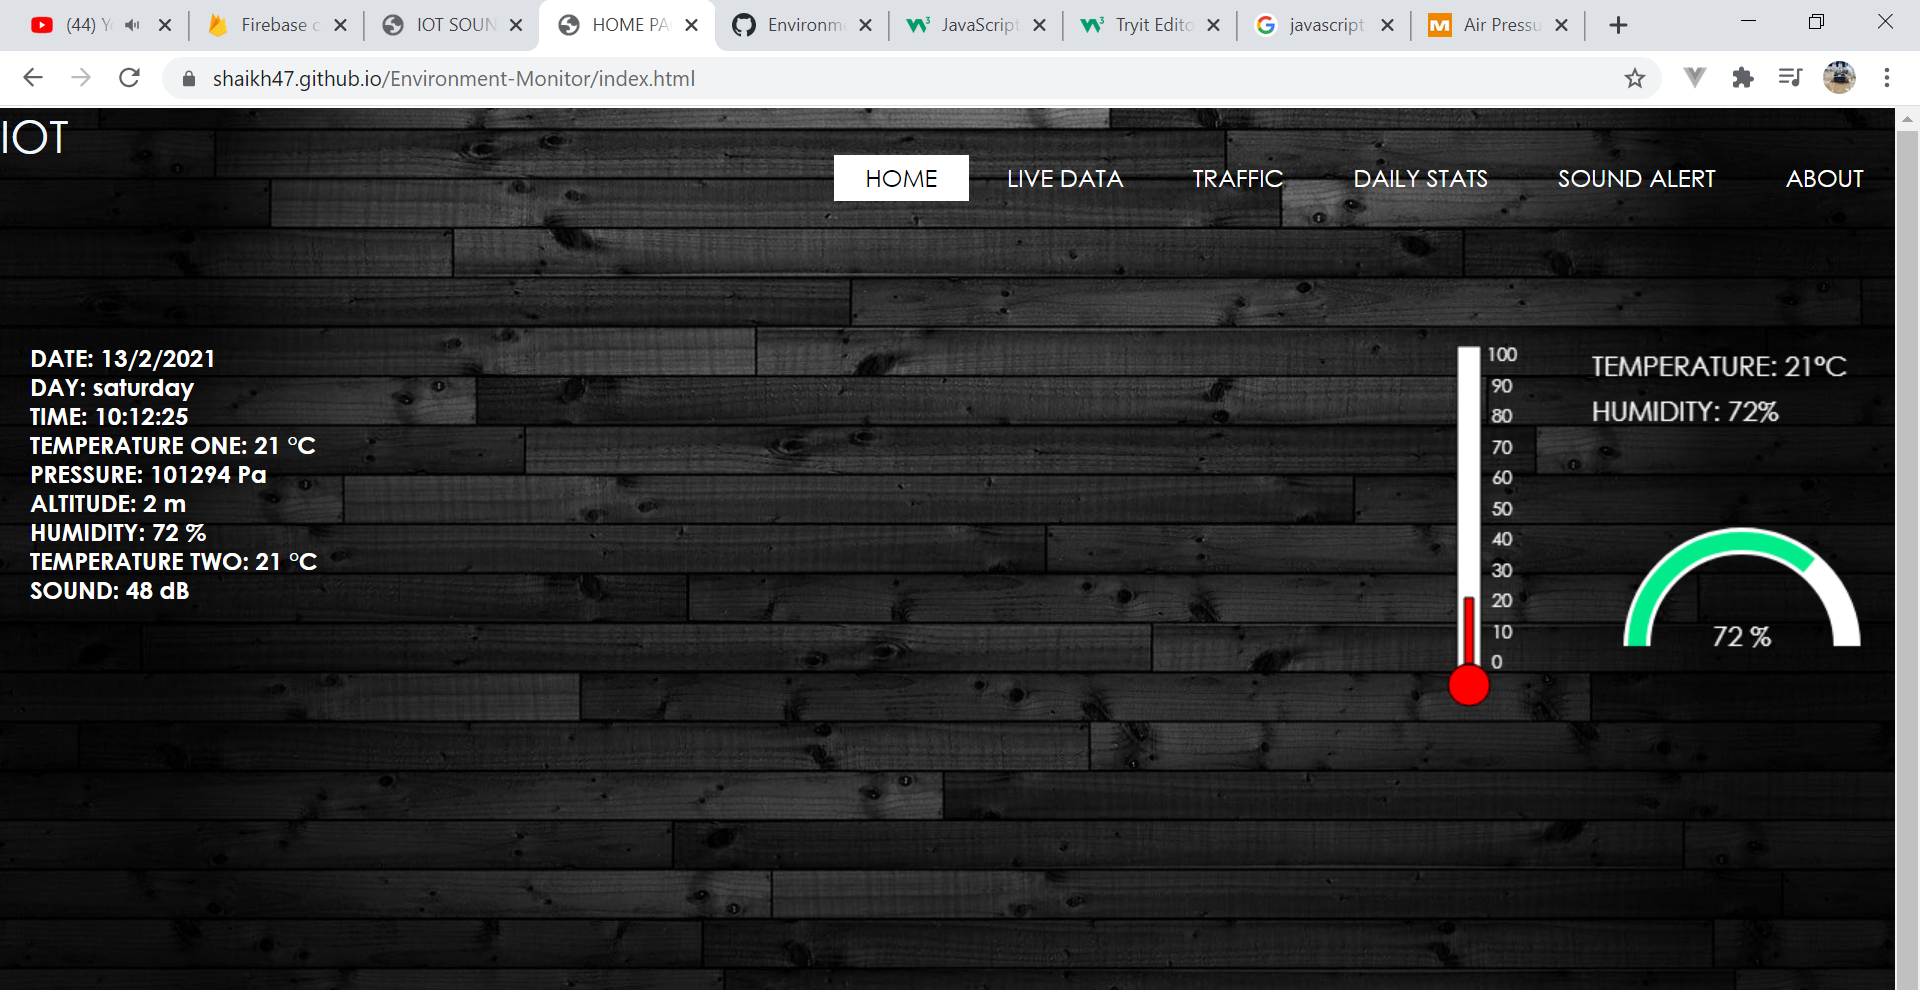 (44) Y
Firebase c
IOT SOUN
HOME PA
Environm
JavaScript
Tryit Edito
javascript
Air Pressu
shaikh47.github.io/Environment-Monitor/index.html
IOT
HOME
LIVE DATA
TRAFFIC
DAILY STATS
SOUND ALERT
ABOUT
DATE: 13/2/2021
DAY: saturday
TIME: 10:12:25
TEMPERATURE ONE: 21 °C
PRESSURE: 101294 Pa
ALTITUDE: 2 m
HUMIDITY: 72 %
TEMPERATURE TWO: 21 °C
SOUND: 48 dB
100
90
80
70
60
50
40
30
20
10
0
TEMPERATURE: 21°C
HUMIDITY: 72%
72 %